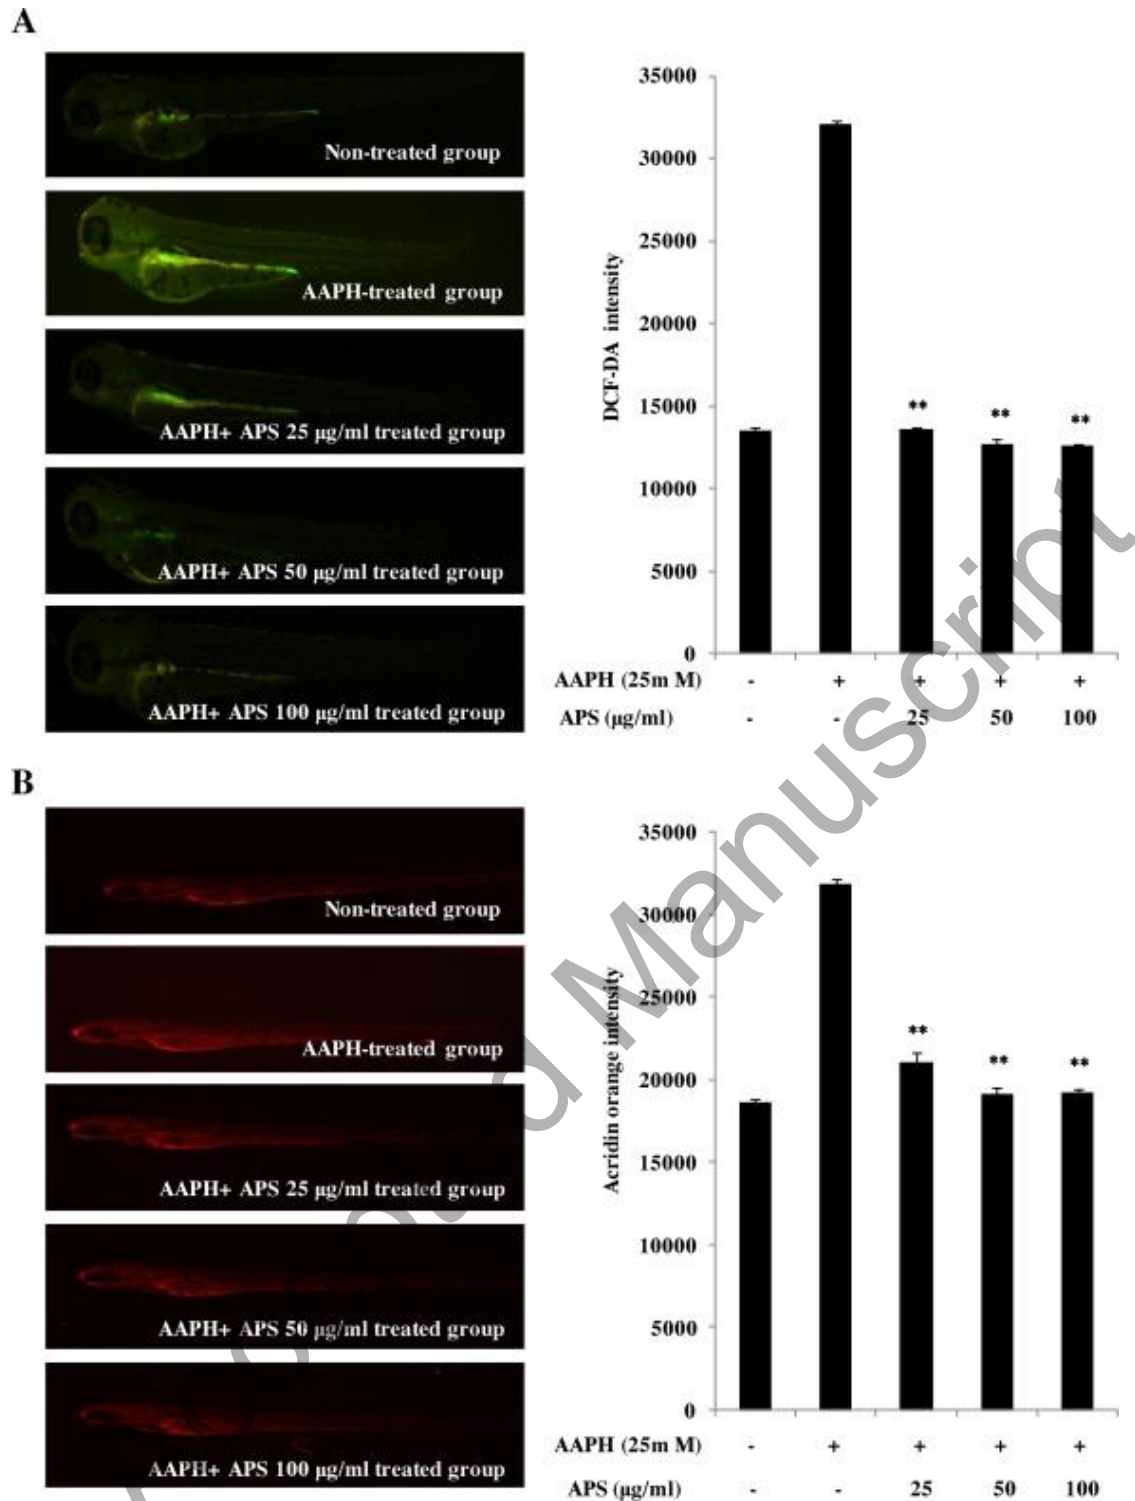 A
Non-treated group
AAPH-treated group
AAPH+ APS 25 µg/ml treated group
AAPH+ APS 50 µg/ml treated group
AAPH+ APS 100 µg/ml treated group
DCF-DA intensity
35000
30000
25000
20000
15000
10000
5000
0
** ** **
AAPH (25m M) - + + + +
APS (µg/ml) - - 25 50 100
B
Non-treated group
AAPH-treated group
AAPH+ APS 25 µg/ml treated group
AAPH+ APS 50 µg/ml treated group
AAPH+ APS 100 µg/ml treated group
Acridin orange intensity
35000
30000
25000
20000
15000
10000
5000
0
** ** **
AAPH (25m M) - + + + +
APS (µg/ml) - - 25 50 100
Accepted Manuscript